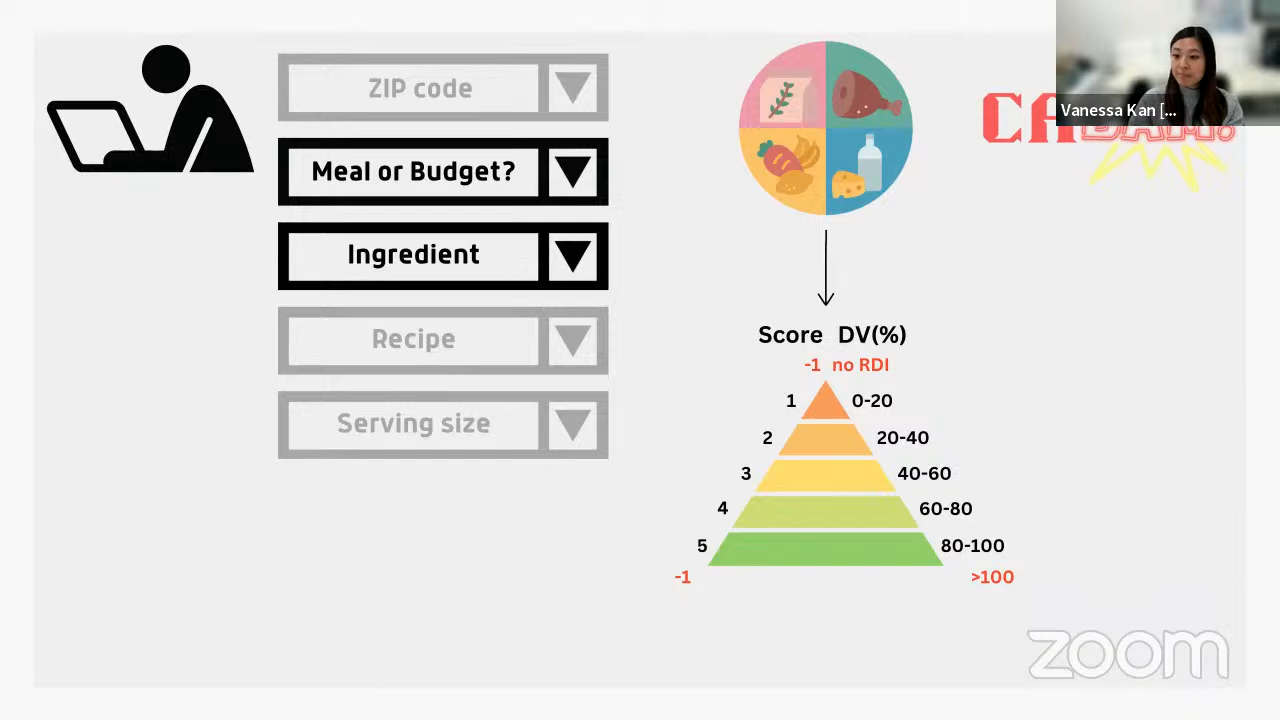 ZIP code
Meal or Budget?
Ingredient
Recipe
Serving size
Vanessa Kan [...
Score DV(%)
-1 no RDI
1 0-20
2 20-40
3 40-60
4 60-80
5 80-100
-1 >100
zoom